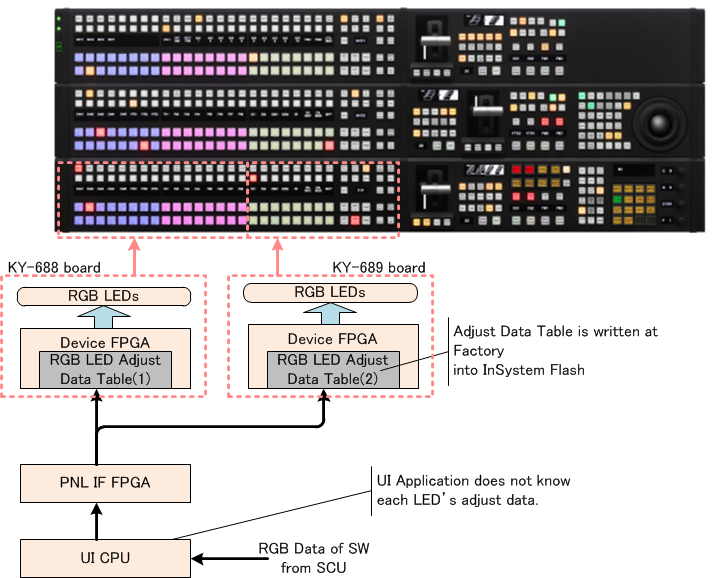 KY-688 board
KY-689 board
RGB LEDs
RGB LEDs
Device FPGA
RGB LED Adjust
Data Table(1)
Device FPGA
RGB LED Adjust
Data Table(2)
Adjust Data Table is written at
Factory
into InSystem Flash
PNL IF FPGA
UI Application does not know
each LED's adjust data.
UI CPU
RGB Data of SW
from SCU